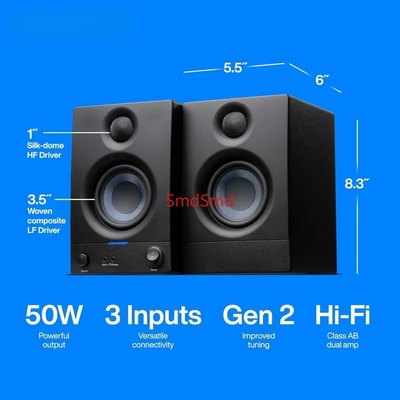 5.5″
6″
1″
Silk-dome
HF Driver
8.3″
3.5″
Woven
composite
LF Driver
SmdSmd
50W
Powerful
output
3 Inputs
Versatile
connectivity
Gen 2
Improved
tuning
Hi-Fi
Class AB
dual amp